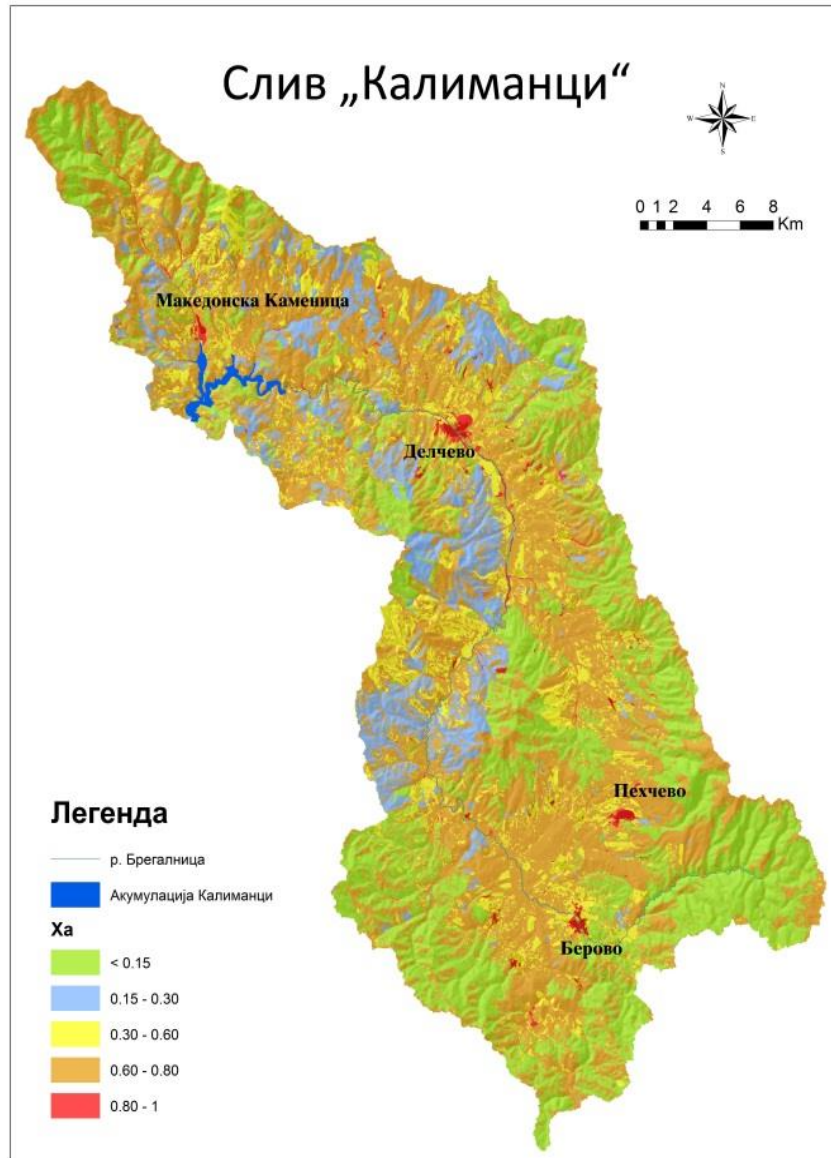 Слив „Калиманци“
N
W E
S
0 1 2 4 6 8
Km
Македонска Каменица
Делчево
Пехчево
Берово
Легенда
р. Брегалница
Акумулација Калиманци
Ха
< 0.15
0.15 - 0.30
0.30 - 0.60
0.60 - 0.80
0.80 - 1